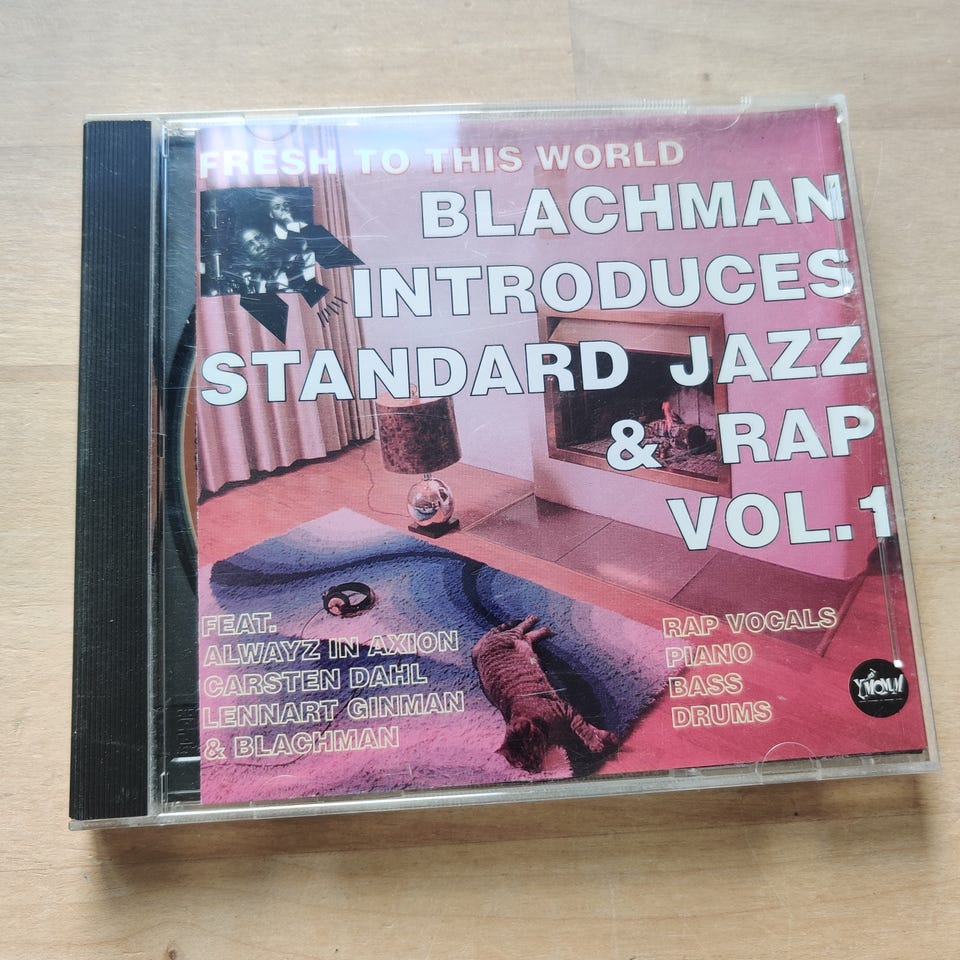 FRESH TO THIS WORLD
BLACHMAN
INTRODUCES
STANDARD JAZZ
& RAP
VOL.1
FEAT.
ALWAYZ IN AXION
CARSTEN DAHL
LENNART GINMAN
& BLACHMAN
RAP VOCALS
PIANO
BASS
DRUMS